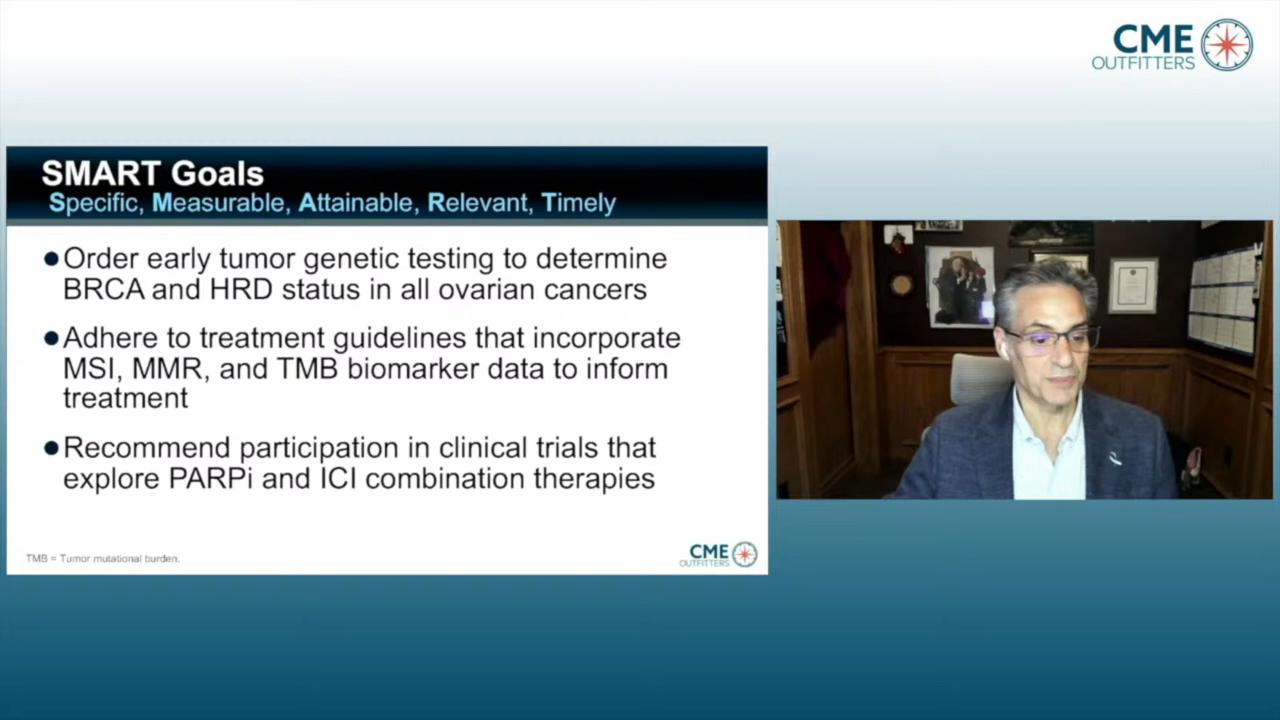 CME
OUTFITTERS
SMART Goals
Specific, Measurable, Attainable, Relevant, Timely
●Order early tumor genetic testing to determine
BRCA and HRD status in all ovarian cancers
●Adhere to treatment guidelines that incorporate
MSI, MMR, and TMB biomarker data to inform
treatment
●Recommend participation in clinical trials that
explore PARPi and ICI combination therapies
TMB = Tumor mutational burden.
CME
OUTFITTERS